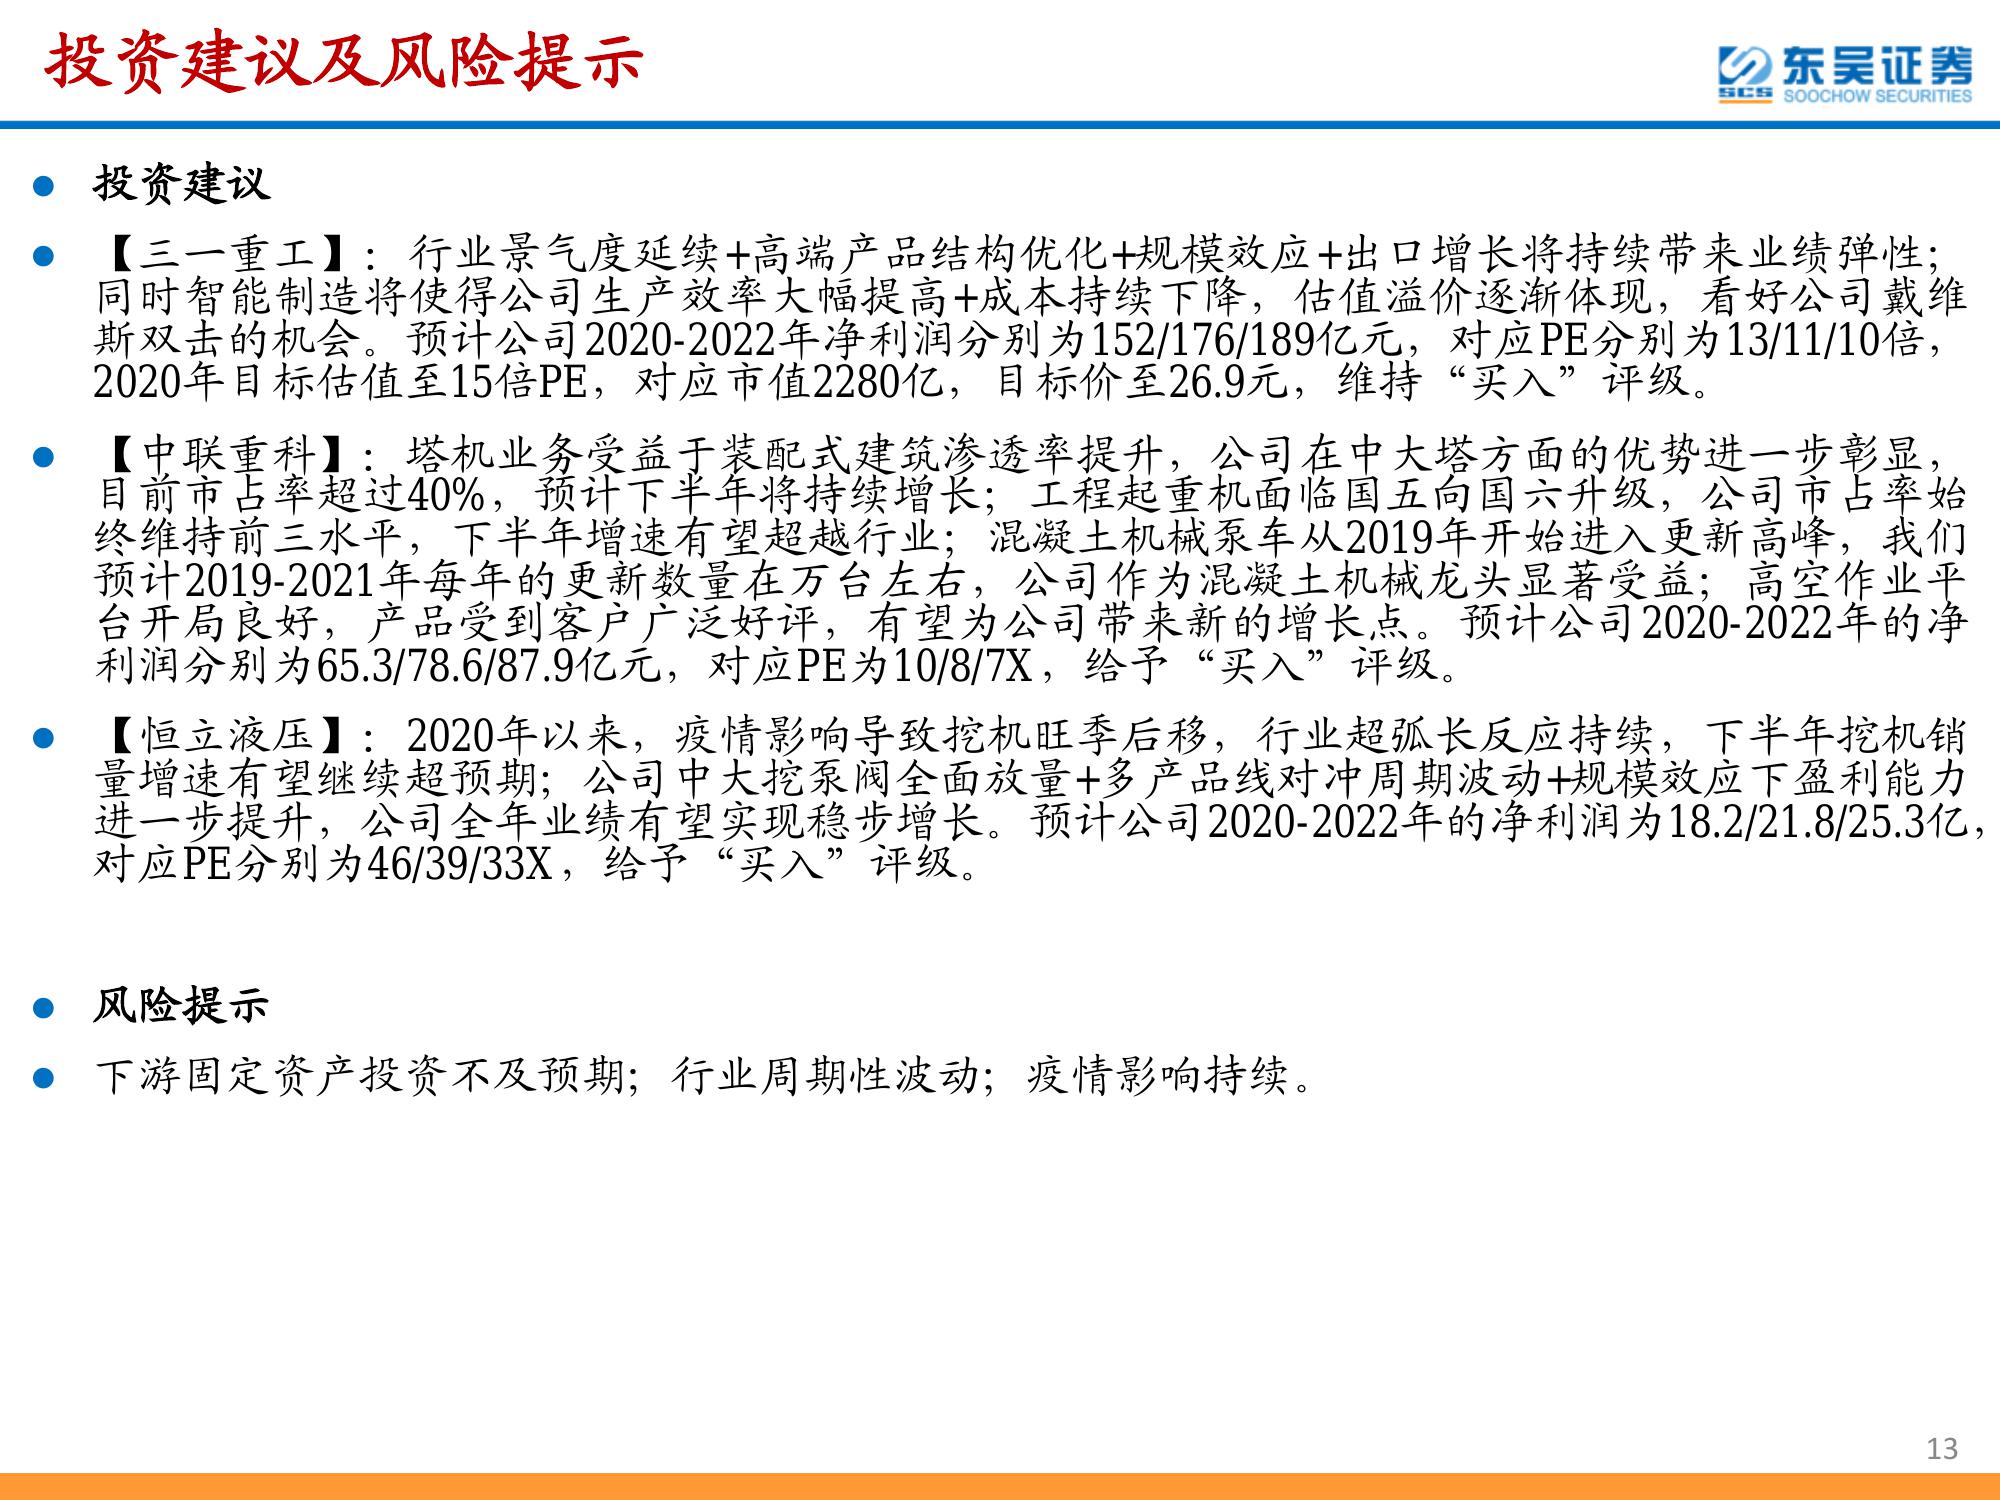 投资建议及风险提示
东吴证券
SCS
SOOCHOW SECURITIES
● 投资建议
● 【三一重工】：行业景气度延续+高端产品结构优化+规模效应+出口增长将持续带来业绩弹性；
同时智能制造将使得公司生产效率大幅提高+成本持续下降，估值溢价逐渐体现，看好公司戴维
斯双击的机会。预计公司2020-2022年净利润分别为152/176/189亿元，对应PE分别为13/11/10倍，
2020年目标估值至15倍PE，对应市值2280亿，目标价至26.9元，维持“买入”评级。
● 【中联重科】：塔机业务受益于装配式建筑渗透率提升，公司在中大塔方面的优势进一步彰显，
目前市占率超过40%，预计下半年将持续增长；工程起重机面临国五向国六升级，公司市占率始
终维持前三水平，下半年增速有望超越行业；混凝土机械泵车从2019年开始进入更新高峰，我们
预计2019-2021年每年的更新数量在万台左右，公司作为混凝土机械龙头显著受益；高空作业平
台开局良好，产品受到客户广泛好评，有望为公司带来新的增长点。预计公司2020-2022年的净
利润分别为65.3/78.6/87.9亿元，对应PE为10/8/7X，给予“买入”评级。
● 【恒立液压】：2020年以来，疫情影响导致挖机旺季后移，行业超弧长反应持续，下半年挖机销
量增速有望继续超预期；公司中大挖泵阀全面放量+多产品线对冲周期波动+规模效应下盈利能力
进一步提升，公司全年业绩有望实现稳步增长。预计公司2020-2022年的净利润为18.2/21.8/25.3亿，
对应PE分别为46/39/33X，给予“买入”评级。
● 风险提示
● 下游固定资产投资不及预期；行业周期性波动；疫情影响持续。
13